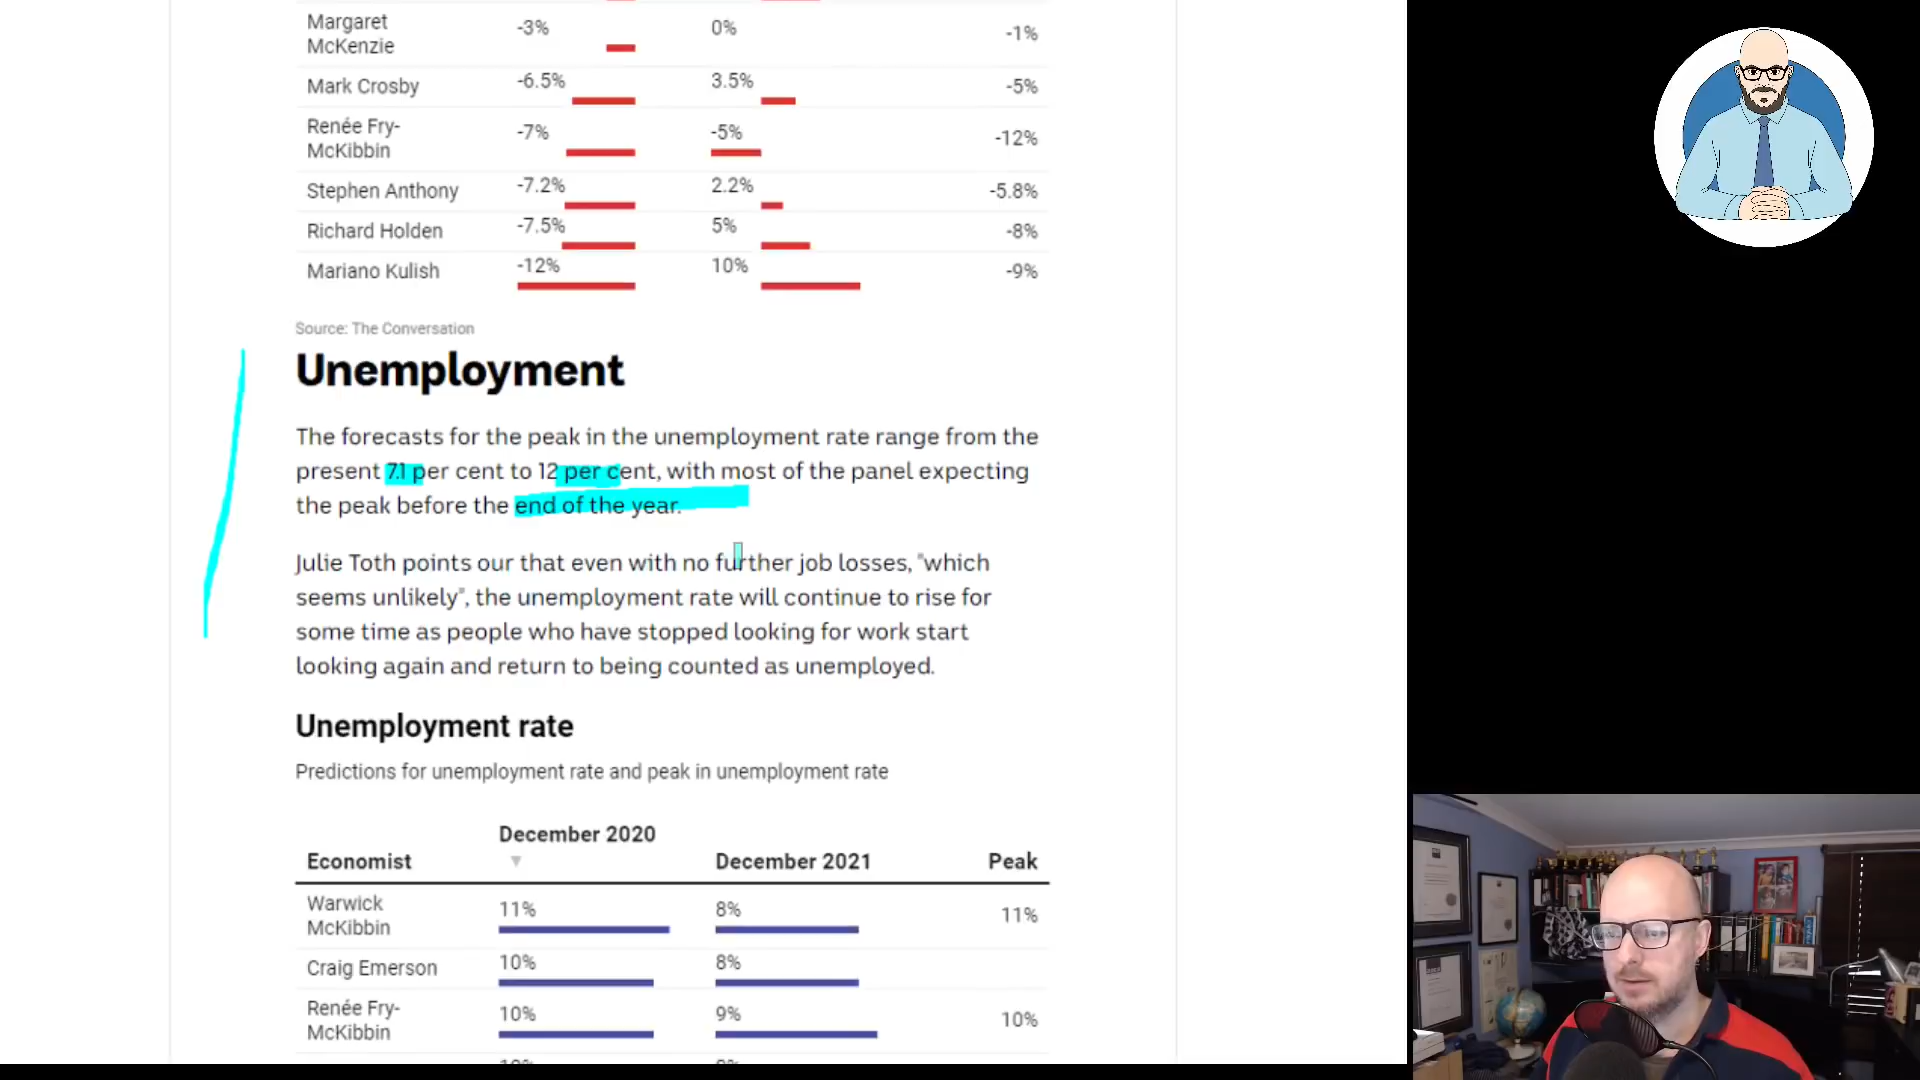 Margaret
McKenzie
-3%
0%
-1%
Mark Crosby
-6.5%
3.5%
-5%
Renée Fry-
McKibbin
-7%
-5%
-12%
Stephen Anthony
-7.2%
2.2%
-5.8%
Richard Holden
-7.5%
5%
-8%
Mariano Kulish
-12%
10%
-9%
Source: The Conversation
Unemployment
The forecasts for the peak in the unemployment rate range from the
present 7.1 per cent to 12 per cent, with most of the panel expecting
the peak before the end of the year.
Julie Toth points our that even with no further job losses, "which
seems unlikely", the unemployment rate will continue to rise for
some time as people who have stopped looking for work start
looking again and return to being counted as unemployed.
Unemployment rate
Predictions for unemployment rate and peak in unemployment rate
Economist
December 2020
December 2021
Peak
Warwick
McKibbin
11%
8%
11%
Craig Emerson
10%
8%
Renée Fry-
McKibbin
10%
9%
10%